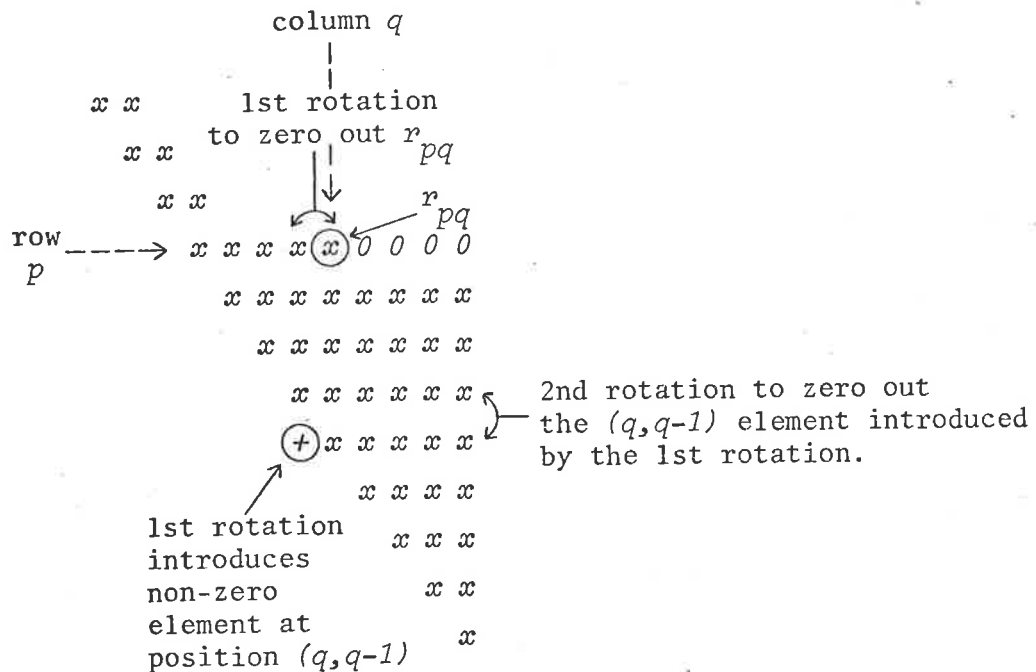 column q
x x 1st rotation
to zero out r_pq
x x
x x r_pq
row p x x x x x 0 0 0 0
x x x x x x x x
x x x x x x x
x x x x x x
2nd rotation to zero out
the (q,q-1) element introduced
by the 1st rotation.
+ x x x x x
x x x x
1st rotation
introduces
non-zero
element at
position (q,q-1)
x x x
x x
x